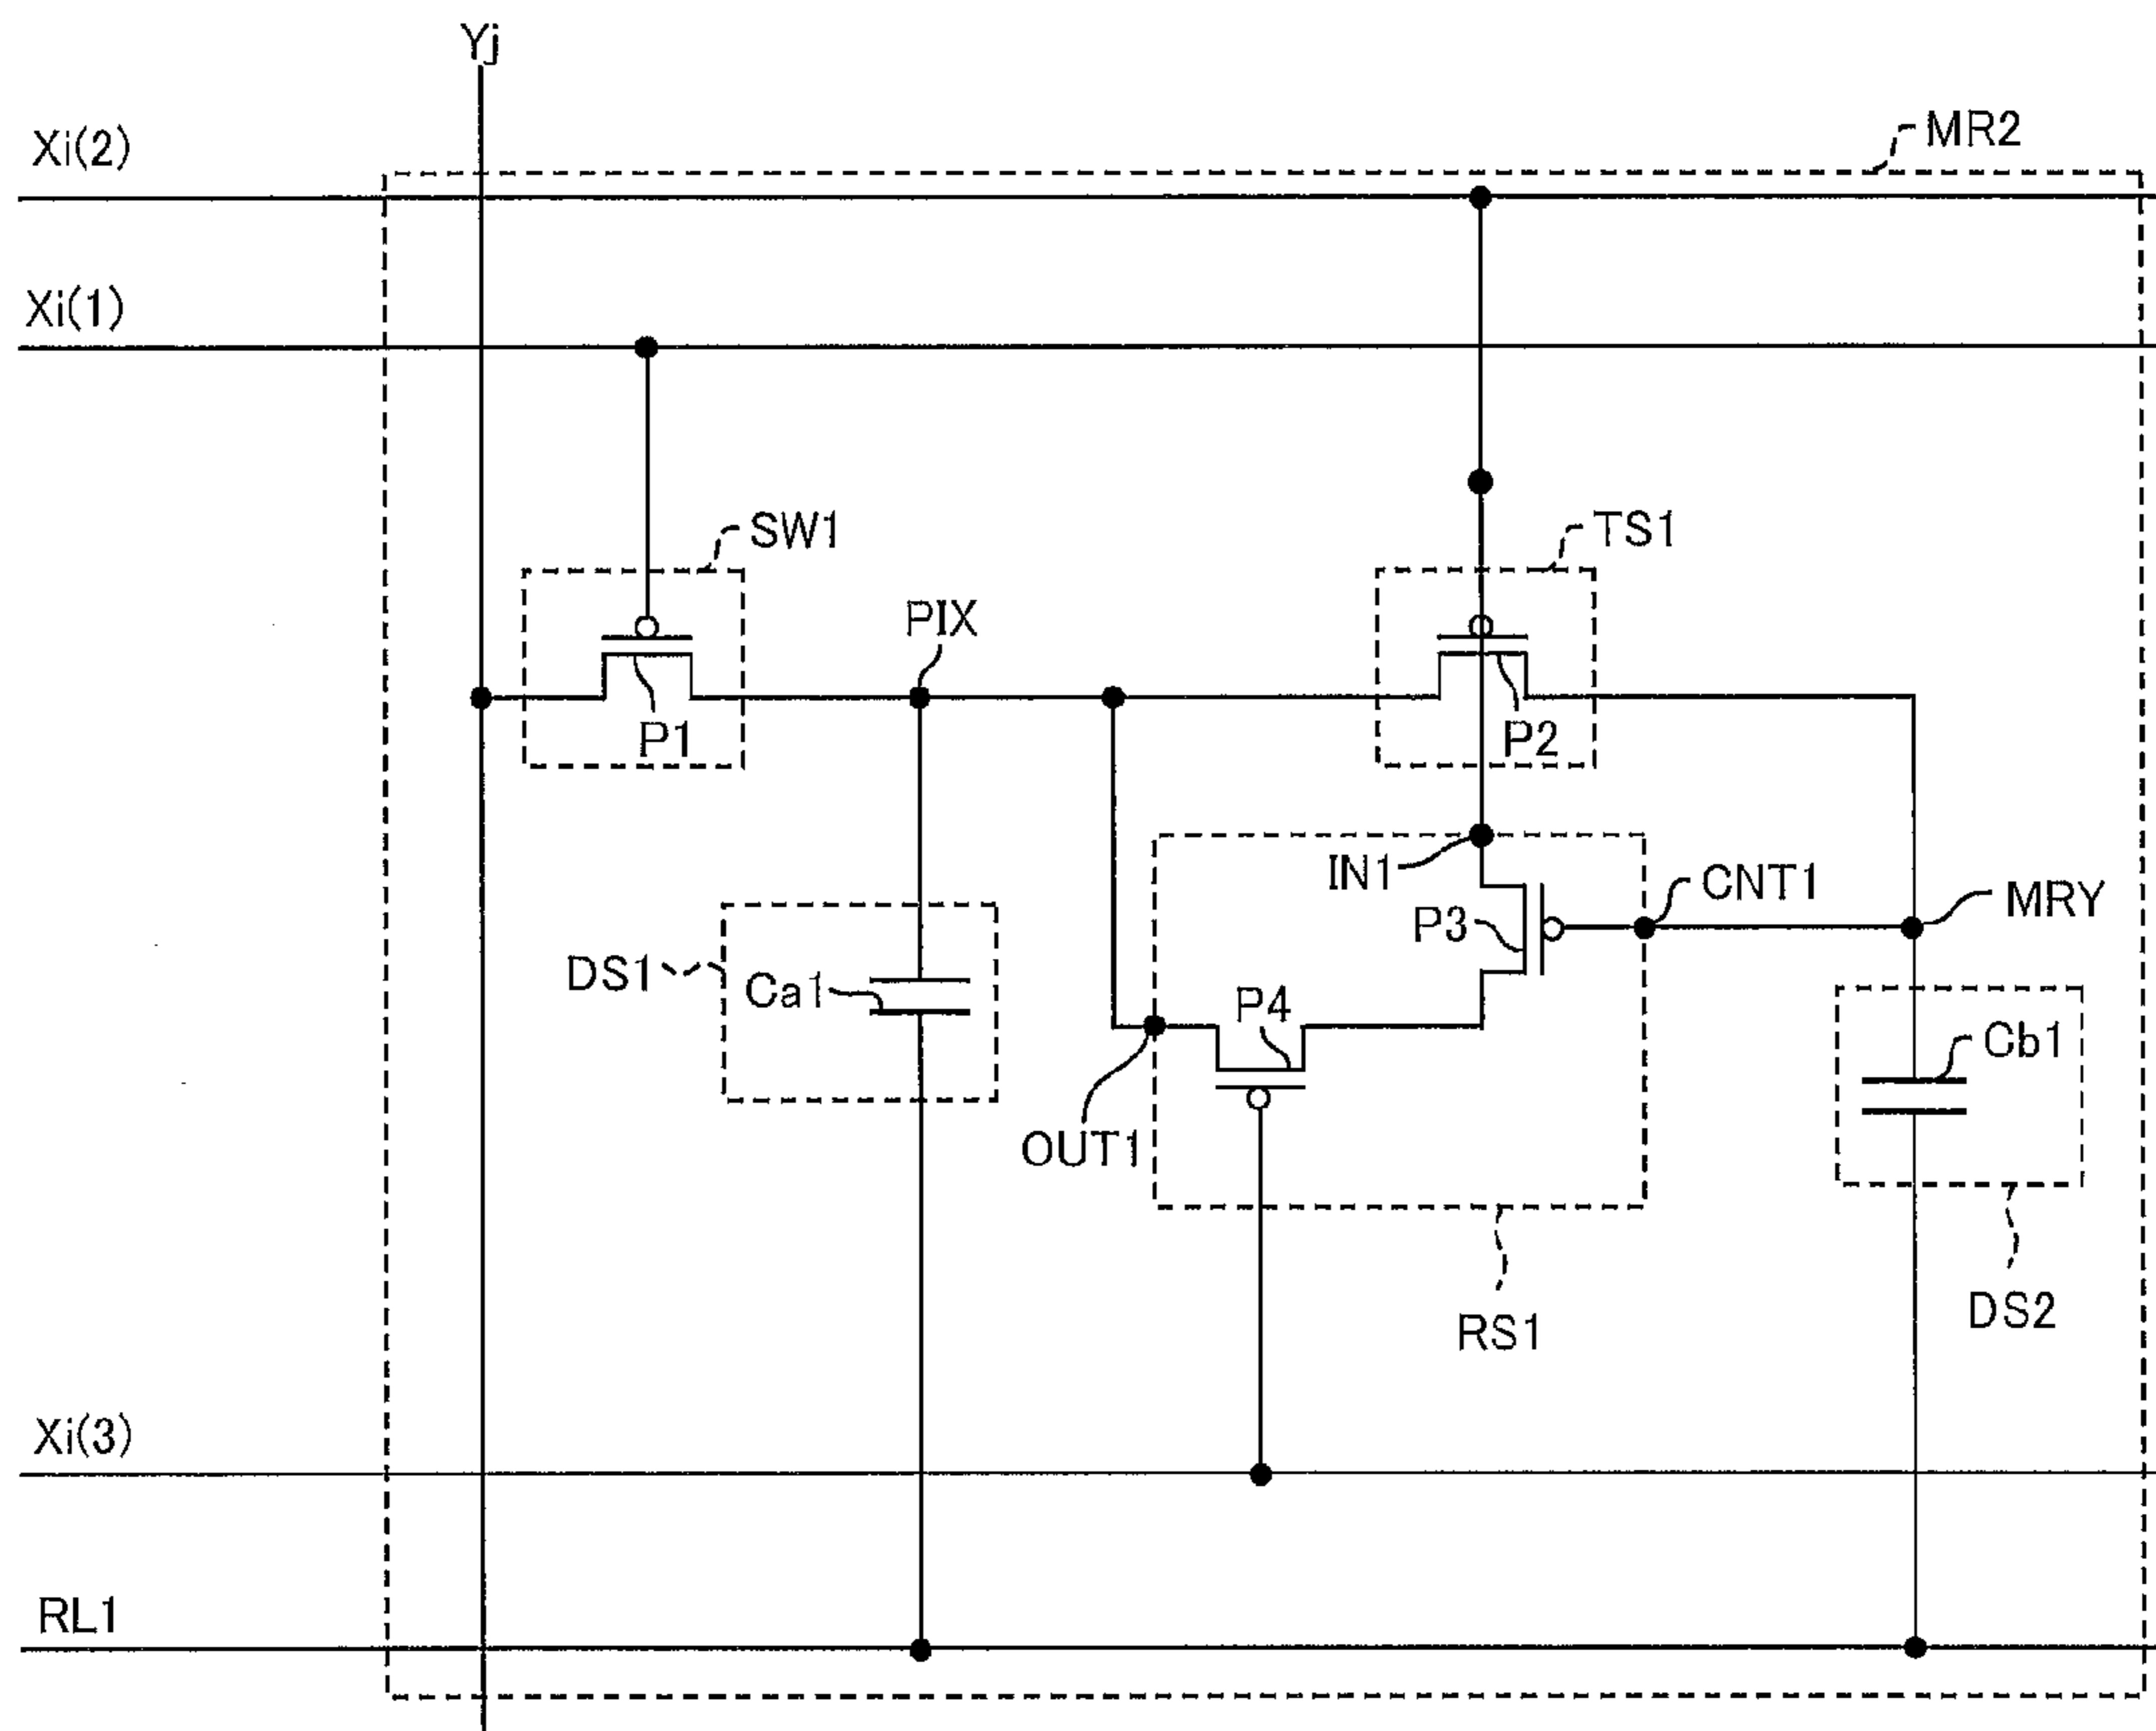 Yj
Xi(2)
MR2
Xi(1)
SW1
TS1
PIX
P1
P2
IN1
CNT1
MRY
P3
DS1
Ca1
P4
Cb1
OUT1
DS2
RS1
Xi(3)
RL1